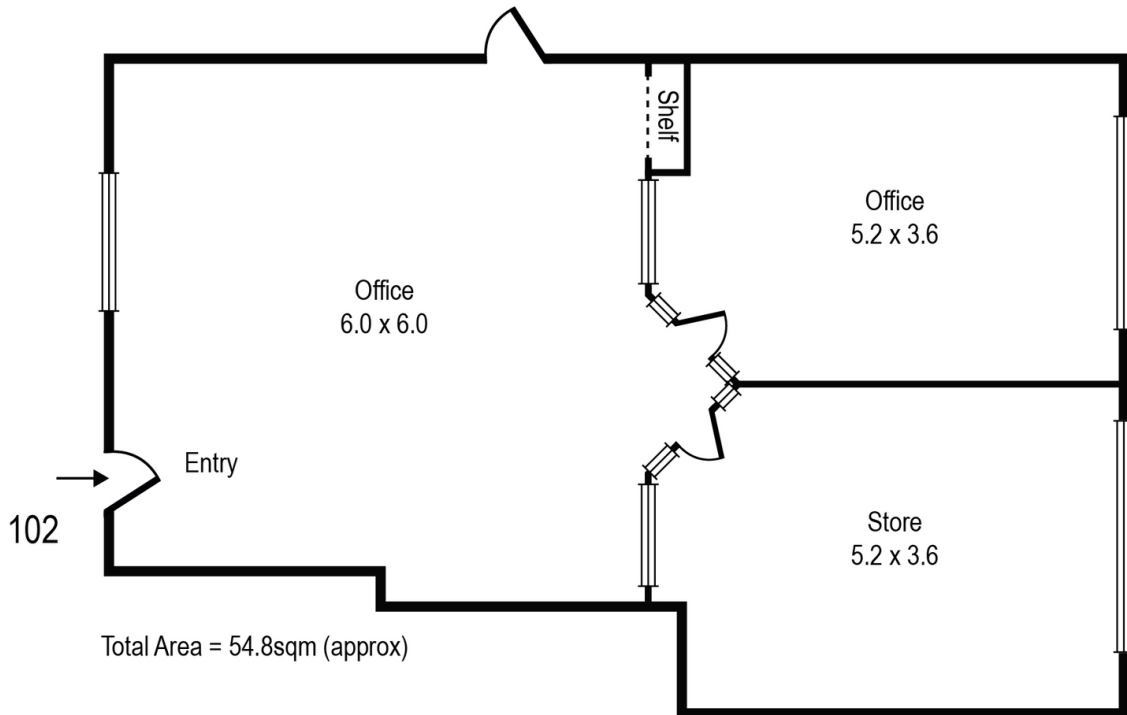 Shelf
Office
5.2 x 3.6
Office
6.0 x 6.0
Entry
102
Store
5.2 x 3.6
Total Area = 54.8sqm (approx)